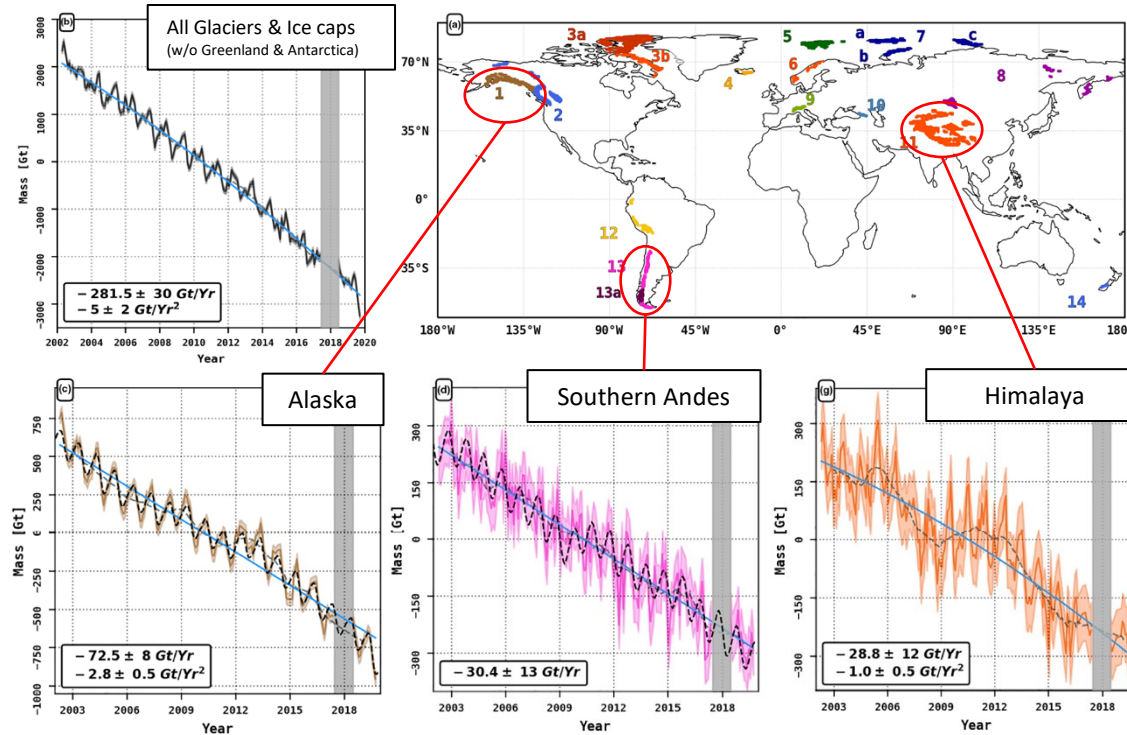 (b)
All Glaciers & Ice caps
(w/o Greenland & Antarctica)
Mass [Gt]
3000
2000
1000
0
-1000
-2000
-3000
− 281.5 ± 30 Gt/Yr
− 5 ± 2 Gt/Yr²
2002 2004 2006 2008 2010 2012 2014 2016 2018 2020
Year
(a)
3a
3b
5
a
7
c
b
6
4
8
1
2
9
10
11
12
13
13a
14
70°N
35°N
0°
35°S
180°W 135°W 90°W 45°W 0° 45°E 90°E 145°E 180°
(c)
Alaska
Mass [Gt]
750
500
250
0
-250
-500
-750
-1000
− 72.5 ± 8 Gt/Yr
− 2.8 ± 0.5 Gt/Yr²
2003 2006 2009 2012 2015 2018
Year
(d)
Southern Andes
Mass [Gt]
300
150
0
-150
-300
− 30.4 ± 13 Gt/Yr
2003 2006 2009 2012 2015 2018
Year
(g)
Himalaya
Mass [Gt]
300
150
0
-150
-300
− 28.8 ± 12 Gt/Yr
− 1.0 ± 0.5 Gt/Yr²
2003 2006 2009 2012 2015 2018
Year